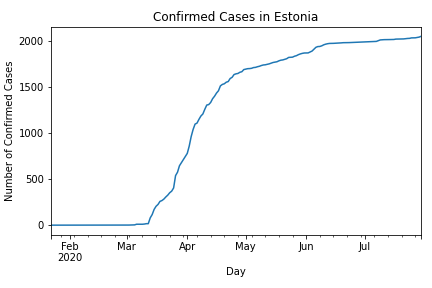 Confirmed Cases in Estonia
Number of Confirmed Cases
2000
1500
1000
500
0
Feb Mar Apr May Jun Jul
2020
Day